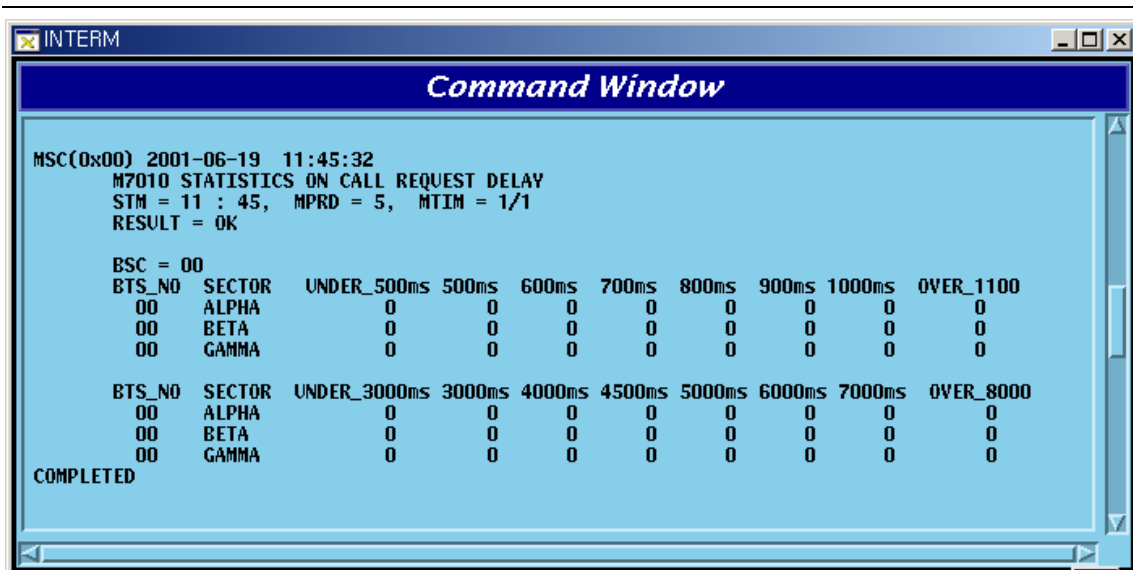 INTERM
Command Window
MSC(0x00) 2001-06-19 11:45:32
M7010 STATISTICS ON CALL REQUEST DELAY
STM = 11 : 45, MPRD = 5, MTIM = 1/1
RESULT = OK
BSC = 00
BTS_NO SECTOR UNDER_500ms 500ms 600ms 700ms 800ms 900ms 1000ms OVER_1100
00 ALPHA 0 0 0 0 0 0 0 0
00 BETA 0 0 0 0 0 0 0 0
00 GAMMA 0 0 0 0 0 0 0 0
BTS_NO SECTOR UNDER_3000ms 3000ms 4000ms 4500ms 5000ms 6000ms 7000ms OVER_8000
00 ALPHA 0 0 0 0 0 0 0 0
00 BETA 0 0 0 0 0 0 0 0
00 GAMMA 0 0 0 0 0 0 0 0
COMPLETED